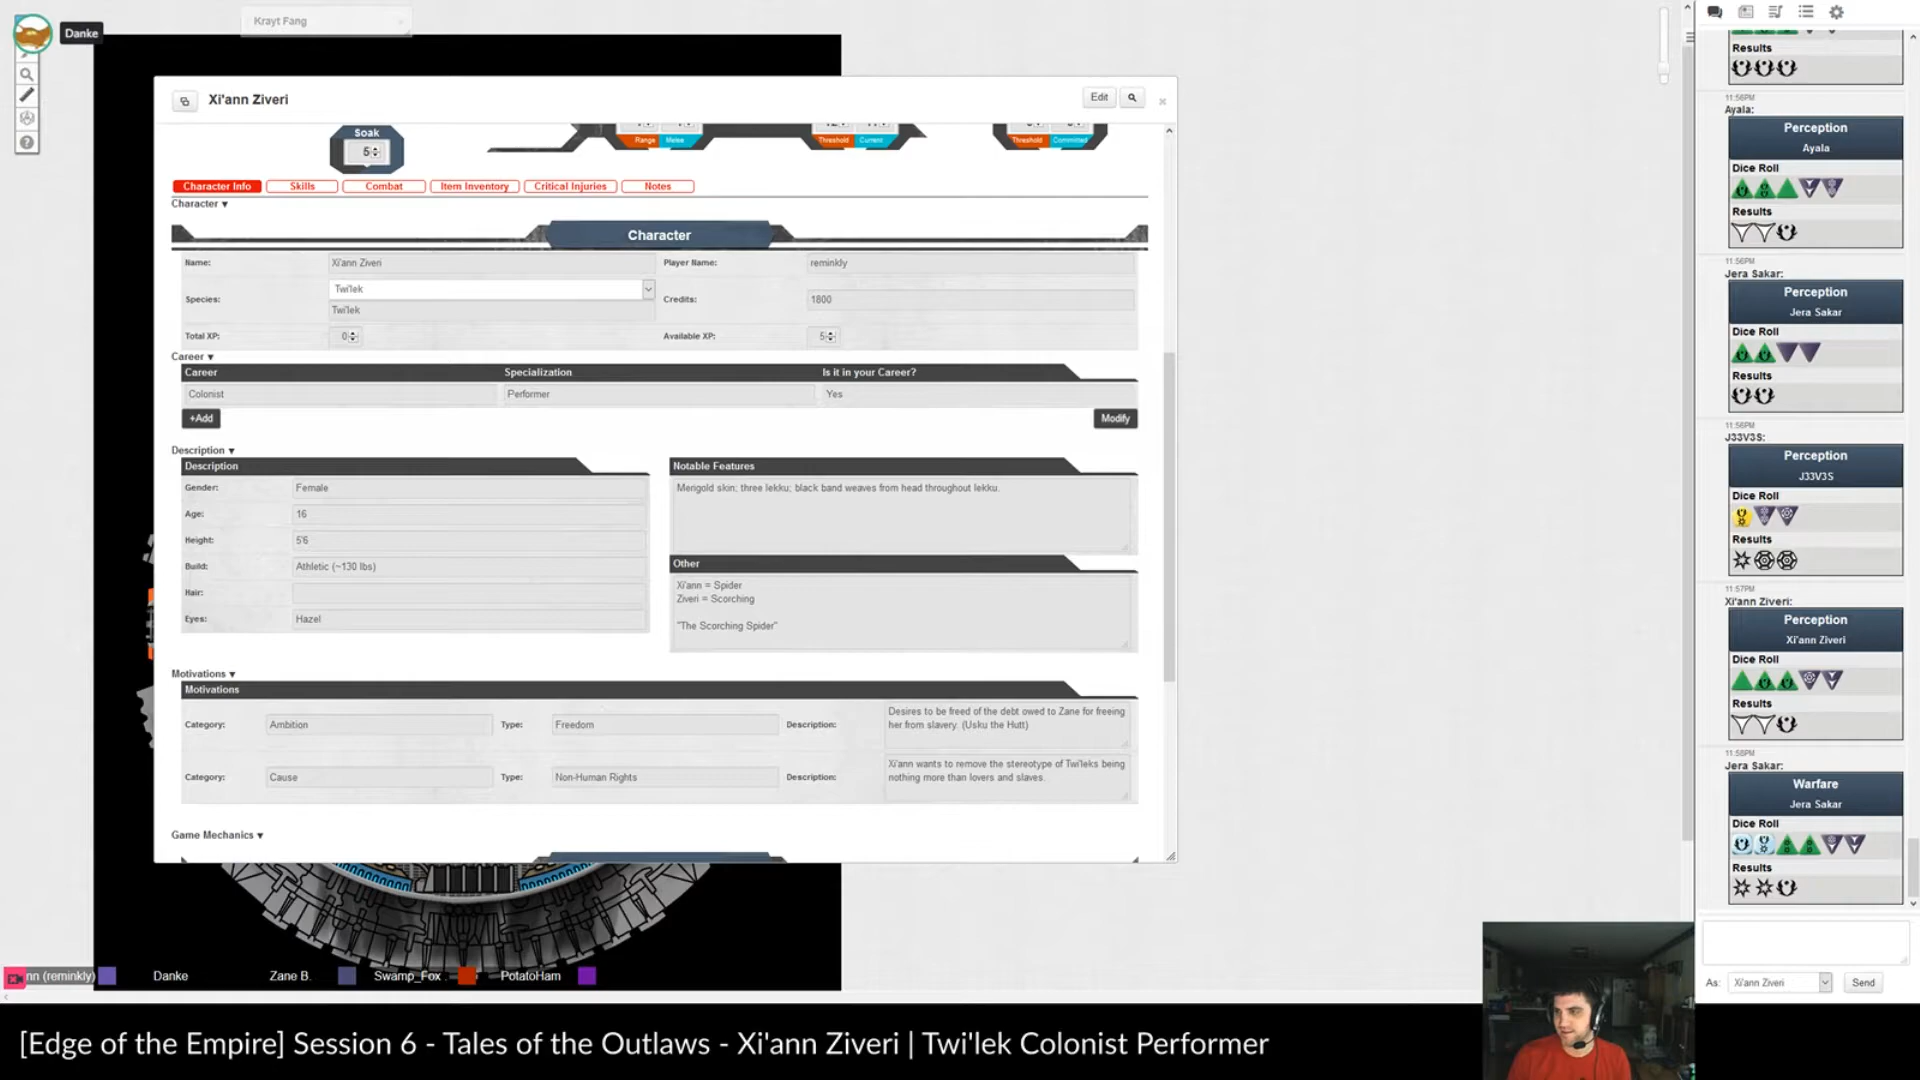 Krayt Fang
Danke
Xi'ann Ziveri
Edit
Soak
5
Range Melee
Threshold Current
Threshold Committed
Character Info Skills Combat Item Inventory Critical Injuries Notes
Character ▼
Character
Name: Xi'ann Ziveri Player Name: reminkly
Species: Twi'lek Credits: 1800
Twi'lek
Total XP: 0 Available XP: 5
Career ▼
Career Specialization Is it in your Career?
Colonist Performer Yes
+Add Modify
Description ▼
Description
Gender: Female
Age: 16
Height: 5'6
Build: Athletic (~130 lbs)
Hair:
Eyes: Hazel
Notable Features
Merigold skin; three lekku; black band weaves from head throughout lekku.
Other
Xi'ann = Spider
Ziveri = Scorching
"The Scorching Spider"
Motivations ▼
Motivations
Category: Ambition Type: Freedom Description: Desires to be freed of the debt owed to Zane for freeing
her from slavery. (Usku the Hutt)
Category: Cause Type: Non-Human Rights Description: Xi'ann wants to remove the stereotype of Twi'leks being
nothing more than lovers and slaves.
Game Mechanics ▼
nn (reminkly) Danke Zane B. Swamp_Fox PotatoHam
Results
11:56PM
Ayala:
Perception
Ayala
Dice Roll
Results
11:56PM
Jera Sakar:
Perception
Jera Sakar
Dice Roll
Results
11:56PM
J33V3S:
Perception
J33V3S
Dice Roll
Results
11:57PM
Xi'ann Ziveri:
Perception
Xi'ann Ziveri
Dice Roll
Results
11:58PM
Jera Sakar:
Warfare
Jera Sakar
Dice Roll
Results
As: Xi'ann Ziveri Send
[Edge of the Empire] Session 6 - Tales of the Outlaws - Xi'ann Ziveri | Twi'lek Colonist Performer